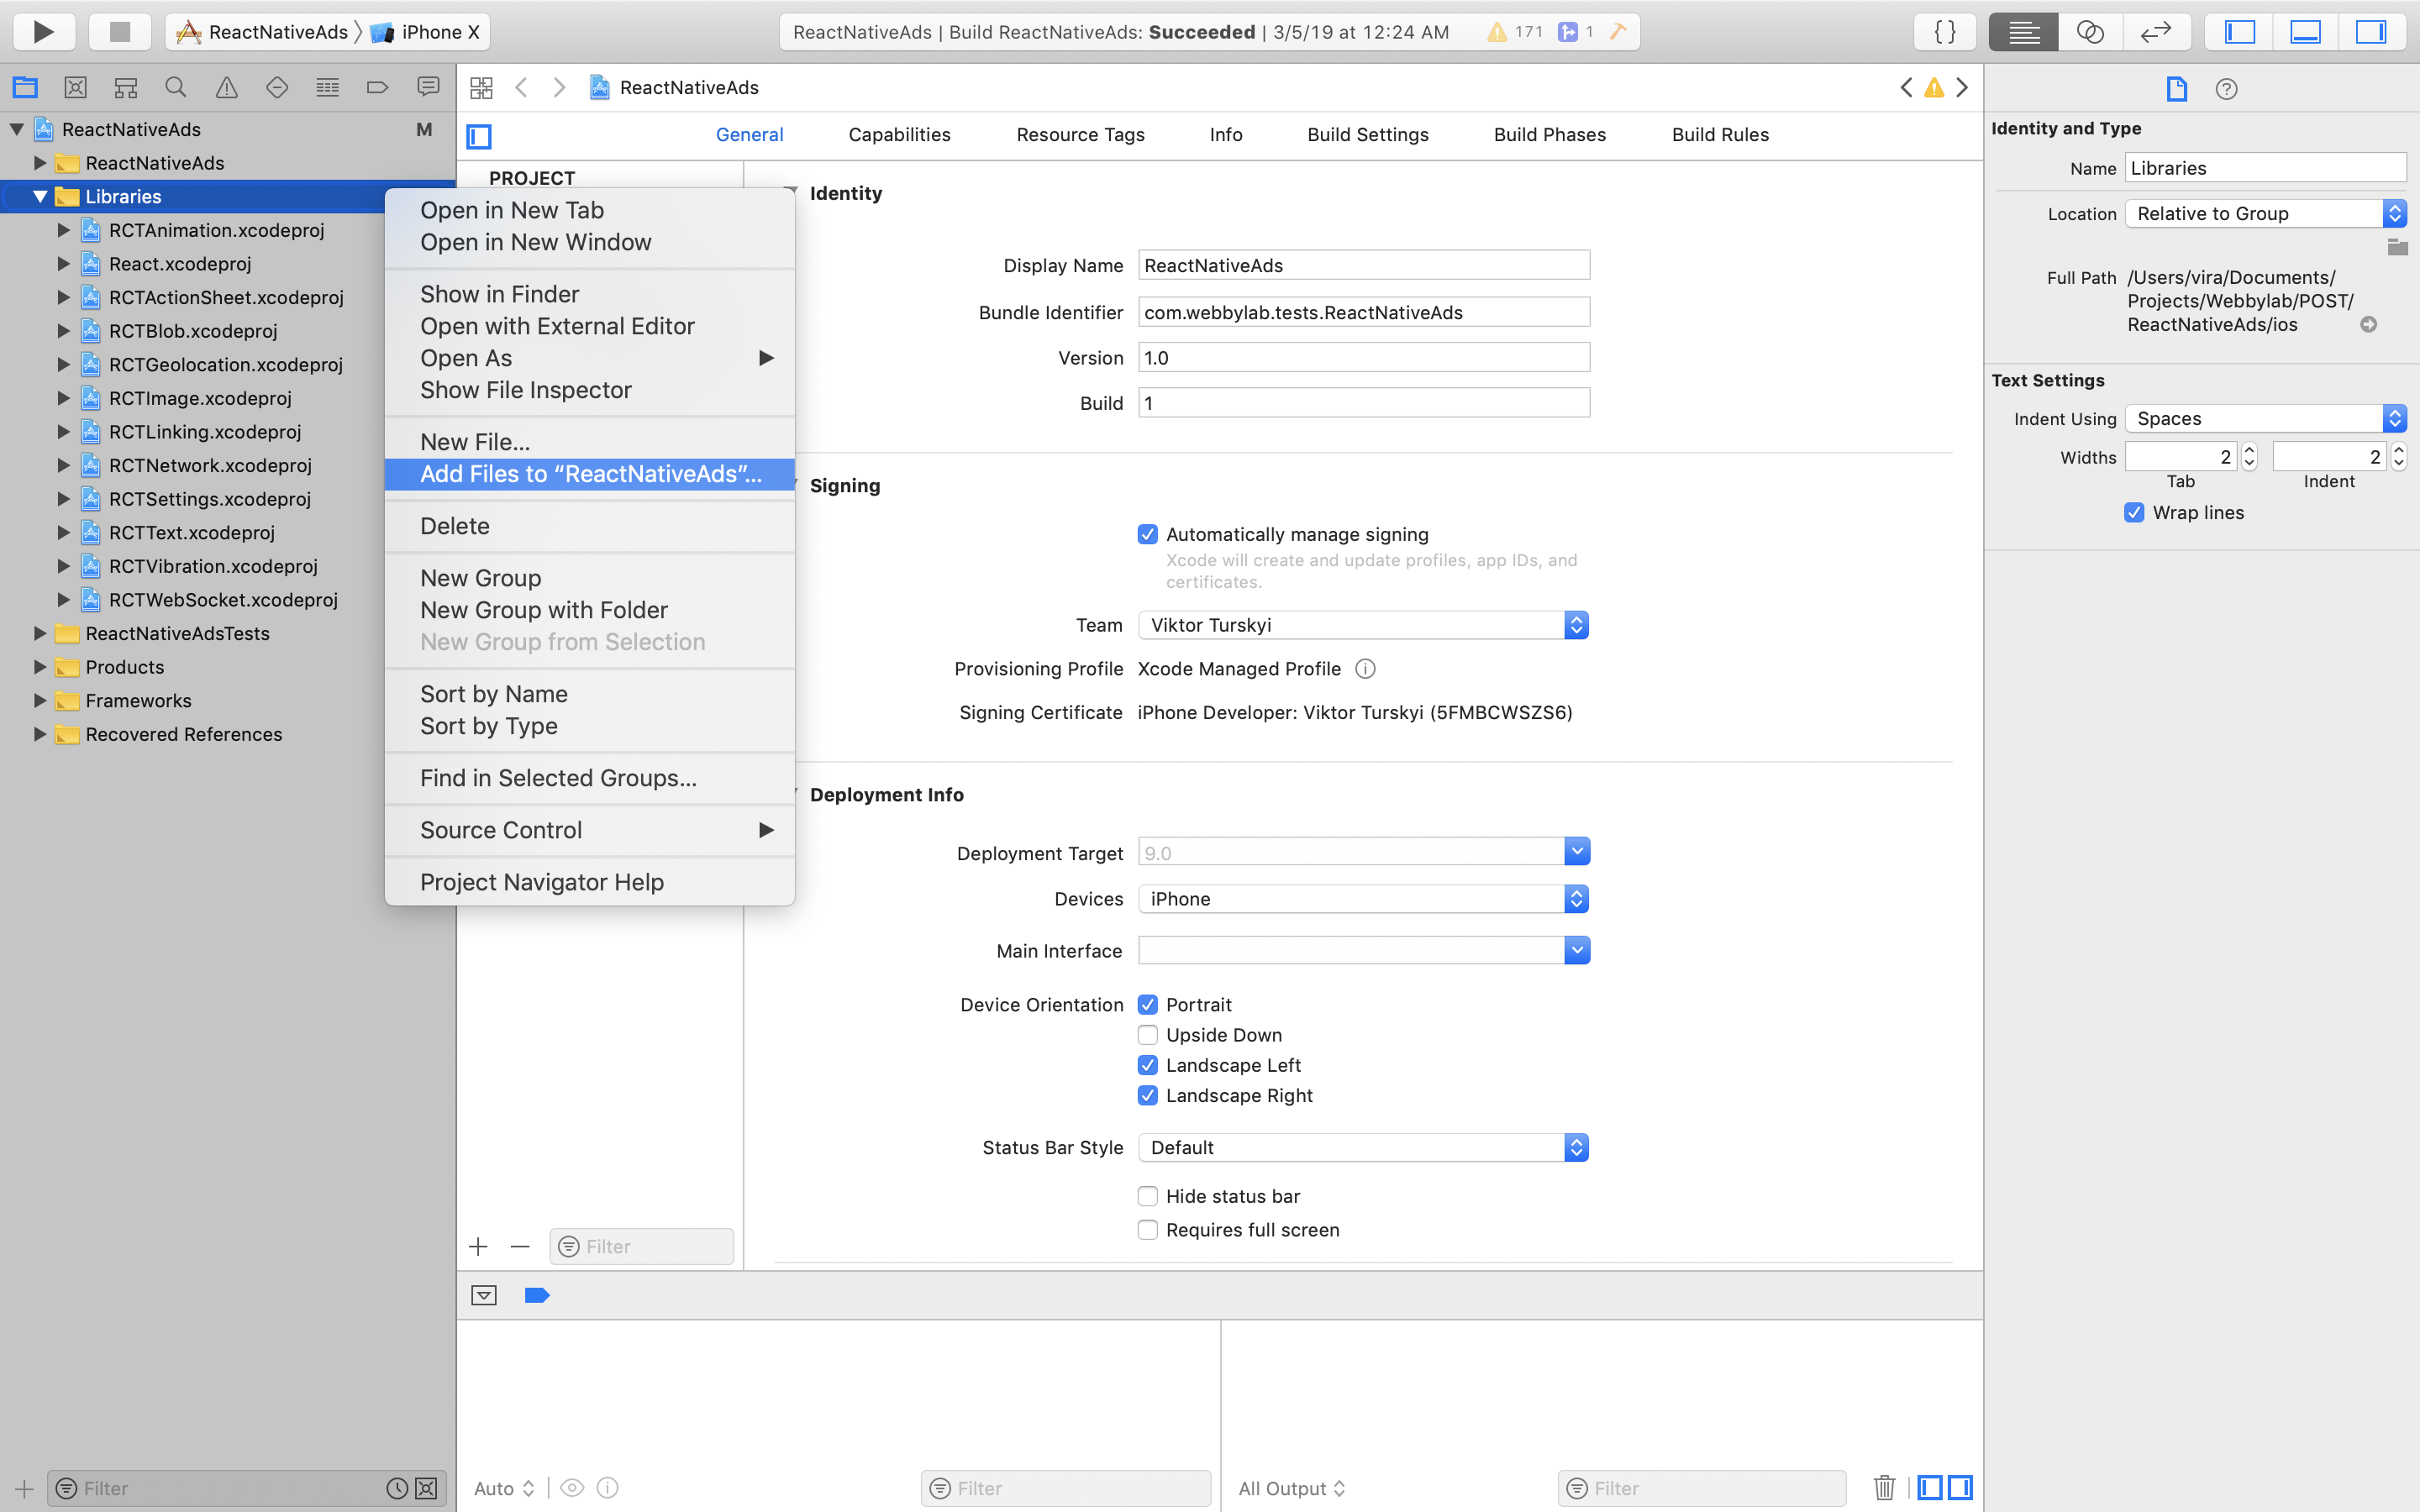 ReactNativeAds
iPhone X
ReactNativeAds | Build ReactNativeAds: Succeeded | 3/5/19 at 12:24 AM
171
1
{ }
ReactNativeAds
M
ReactNativeAds
Libraries
RCTAnimation.xcodeproj
React.xcodeproj
RCTActionSheet.xcodeproj
RCTBlob.xcodeproj
RCTGeolocation.xcodeproj
RCTImage.xcodeproj
RCTLinking.xcodeproj
RCTNetwork.xcodeproj
RCTSettings.xcodeproj
RCTText.xcodeproj
RCTVibration.xcodeproj
RCTWebSocket.xcodeproj
ReactNativeAdsTests
Products
Frameworks
Recovered References
Filter
ReactNativeAds
General
Capabilities
Resource Tags
Info
Build Settings
Build Phases
Build Rules
PROJECT
Open in New Tab
Open in New Window
Show in Finder
Open with External Editor
Open As
Show File Inspector
New File...
Add Files to “ReactNativeAds”...
Delete
New Group
New Group with Folder
New Group from Selection
Sort by Name
Sort by Type
Find in Selected Groups...
Source Control
Project Navigator Help
Filter
Identity
Display Name
ReactNativeAds
Bundle Identifier
com.webbylab.tests.ReactNativeAds
Version
1.0
Build
1
Signing
Automatically manage signing
Xcode will create and update profiles, app IDs, and
certificates.
Team
Viktor Turskyi
Provisioning Profile
Xcode Managed Profile
Signing Certificate
iPhone Developer: Viktor Turskyi (5FMBCWSZS6)
Deployment Info
Deployment Target
9.0
Devices
iPhone
Main Interface
Device Orientation
Portrait
Upside Down
Landscape Left
Landscape Right
Status Bar Style
Default
Hide status bar
Requires full screen
Auto
Filter
All Output
Filter
Identity and Type
Name
Libraries
Location
Relative to Group
Full Path
/Users/vira/Documents/
Projects/Webbylab/POST/
ReactNativeAds/ios
Text Settings
Indent Using
Spaces
Widths
2
2
Tab
Indent
Wrap lines